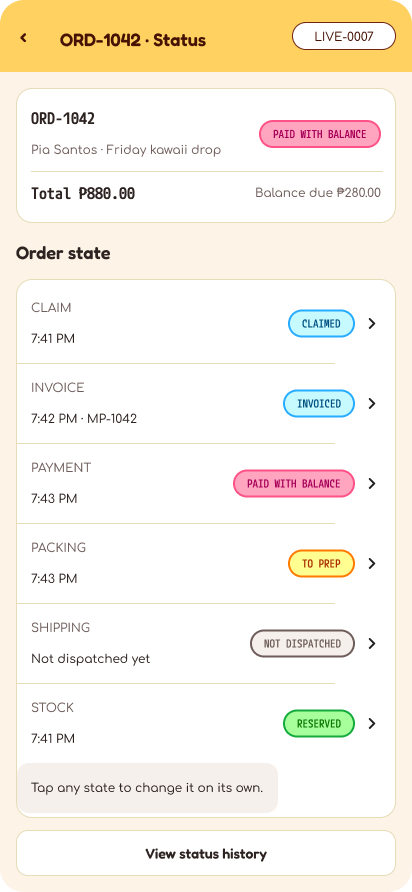 ORD-1042 · Status
LIVE-0007
ORD-1042
PAID WITH BALANCE
Pia Santos · Friday kawaii drop
Total ₱880.00
Balance due ₱280.00
Order state
CLAIM
7:41 PM
CLAIMED
INVOICE
7:42 PM · MP-1042
INVOICED
PAYMENT
7:43 PM
PAID WITH BALANCE
PACKING
7:43 PM
TO PREP
SHIPPING
Not dispatched yet
NOT DISPATCHED
STOCK
7:41 PM
RESERVED
Tap any state to change it on its own.
View status history